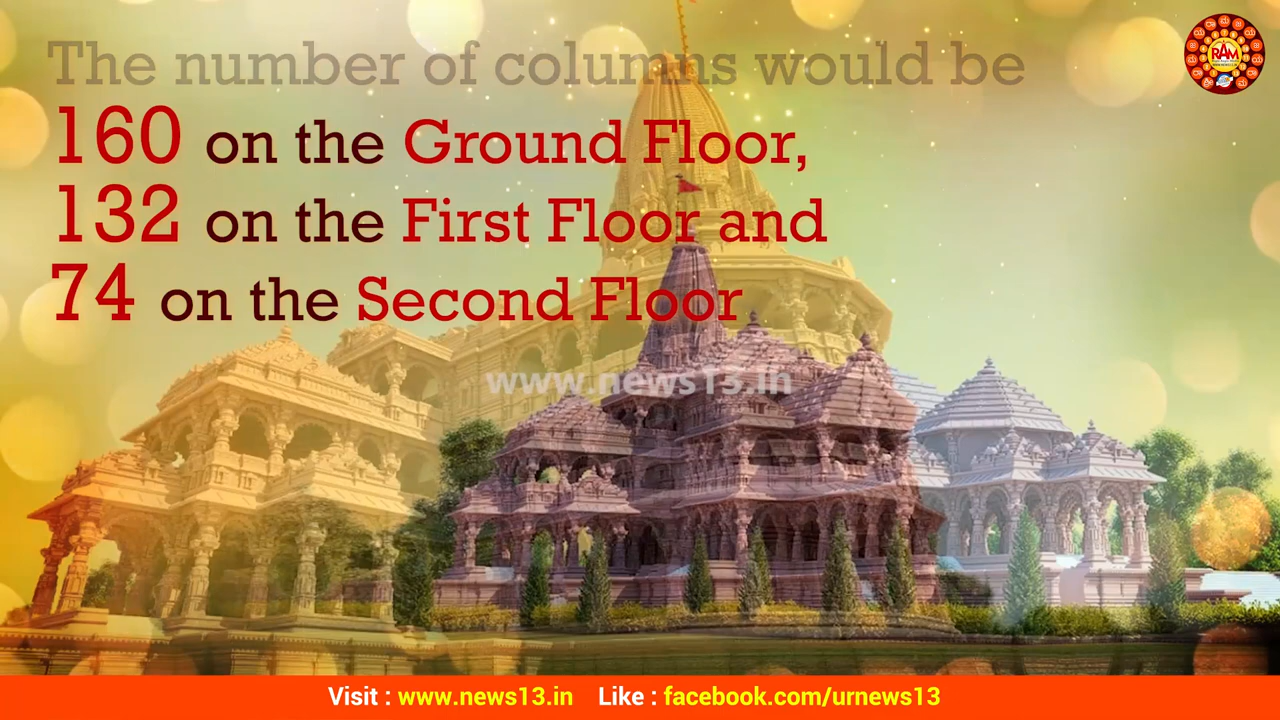 The number of columns would be
160 on the Ground Floor,
132 on the First Floor and
74 on the Second Floor
www.news13.in
RAM
Visit : www.news13.in Like : facebook.com/urnews13